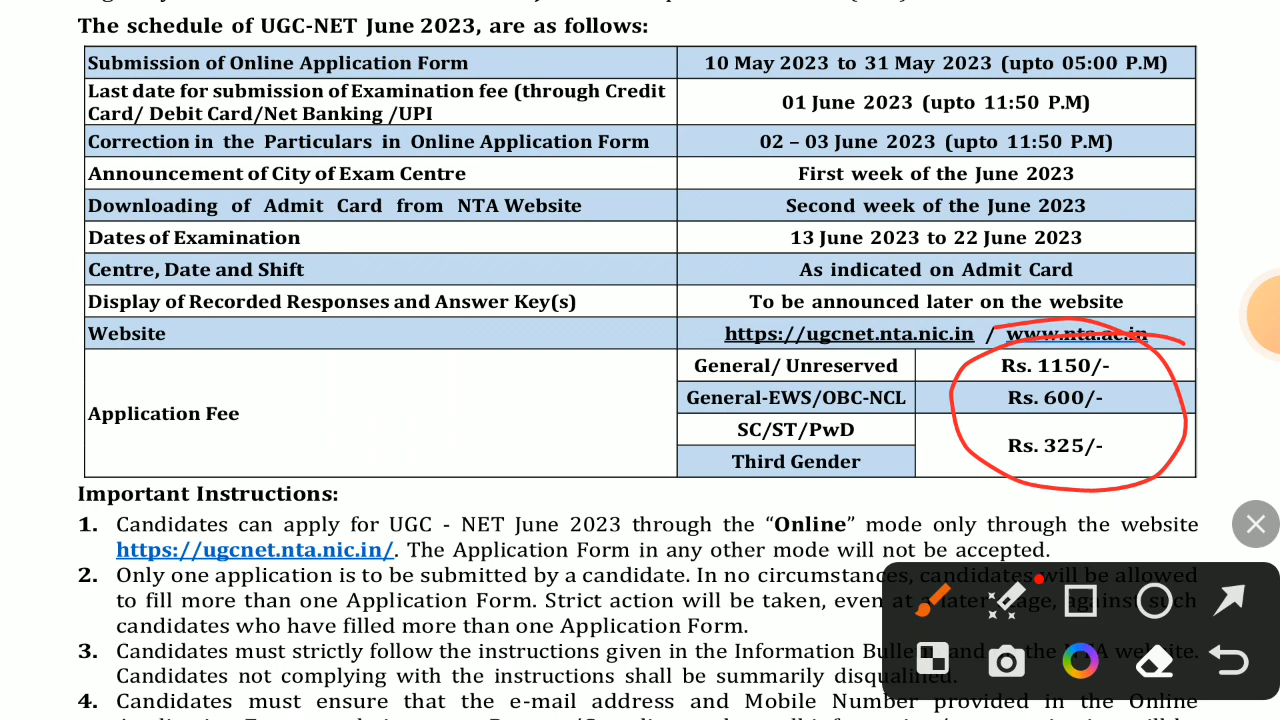 The schedule of UGC-NET June 2023, are as follows:
Submission of Online Application Form 10 May 2023 to 31 May 2023 (upto 05:00 P.M)
Last date for submission of Examination fee (through Credit
Card/ Debit Card/Net Banking /UPI 01 June 2023 (upto 11:50 P.M)
Correction in the Particulars in Online Application Form 02 – 03 June 2023 (upto 11:50 P.M)
Announcement of City of Exam Centre First week of the June 2023
Downloading of Admit Card from NTA Website Second week of the June 2023
Dates of Examination 13 June 2023 to 22 June 2023
Centre, Date and Shift As indicated on Admit Card
Display of Recorded Responses and Answer Key(s) To be announced later on the website
Website https://ugcnet.nta.nic.in / www.nta.ac.in
Application Fee
General/ Unreserved Rs. 1150/-
General-EWS/OBC-NCL Rs. 600/-
SC/ST/PwD
Third Gender Rs. 325/-
Important Instructions:
1. Candidates can apply for UGC - NET June 2023 through the “Online” mode only through the website
https://ugcnet.nta.nic.in/. The Application Form in any other mode will not be accepted.
2. Only one application is to be submitted by a candidate. In no circumstances, candidates will be allowed
to fill more than one Application Form. Strict action will be taken, even at a later stage, against such
candidates who have filled more than one Application Form.
3. Candidates must strictly follow the instructions given in the Information Bulletin and on the NTA website.
Candidates not complying with the instructions shall be summarily disqualified.
4. Candidates must ensure that the e-mail address and Mobile Number provided in the Online